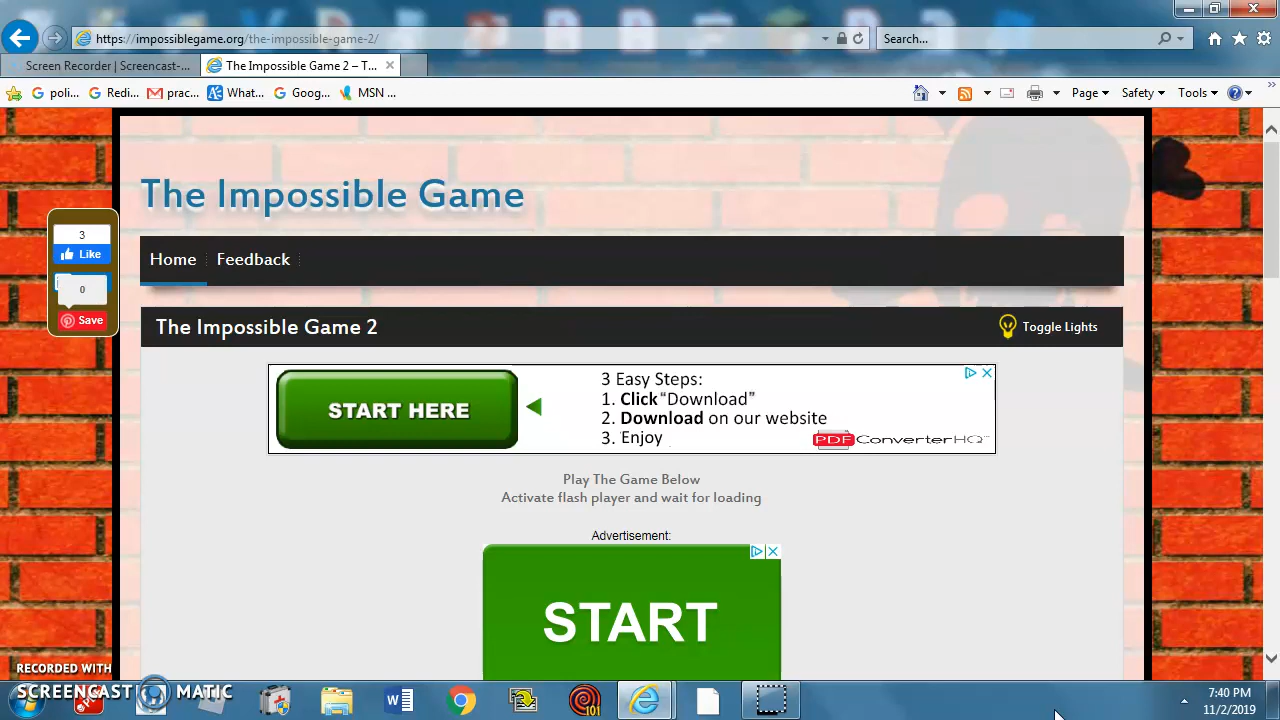 https://impossiblegame.org/the-impossible-game-2/
Search...
Screen Recorder | Screencast-...
The Impossible Game 2 – T...
poli...
Redi...
prac...
What...
Goog...
MSN ...
Page
Safety
Tools
The Impossible Game
3
Like
Home
Feedback
0
Save
The Impossible Game 2
Toggle Lights
START HERE
3 Easy Steps:
1. Click “Download”
2. Download on our website
3. Enjoy
PDF ConverterHQ
Play The Game Below
Activate flash player and wait for loading
Advertisement:
START
RECORDED WITH
SCREENCAST MATIC
101
7:40 PM
11/2/2019